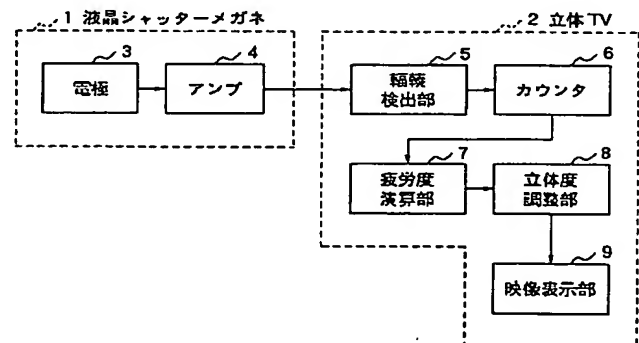 1 液晶シャッターメガネ
2 立体TV
3
電極
4
アンプ
5
輻輳
検出部
6
カウンタ
7
疲労度
演算部
8
立体度
調整部
9
映像表示部